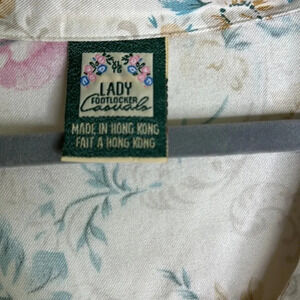 LADY
FOOTLOCKER
Casuals
MADE IN HONG KONG
FAIT A HONG KONG